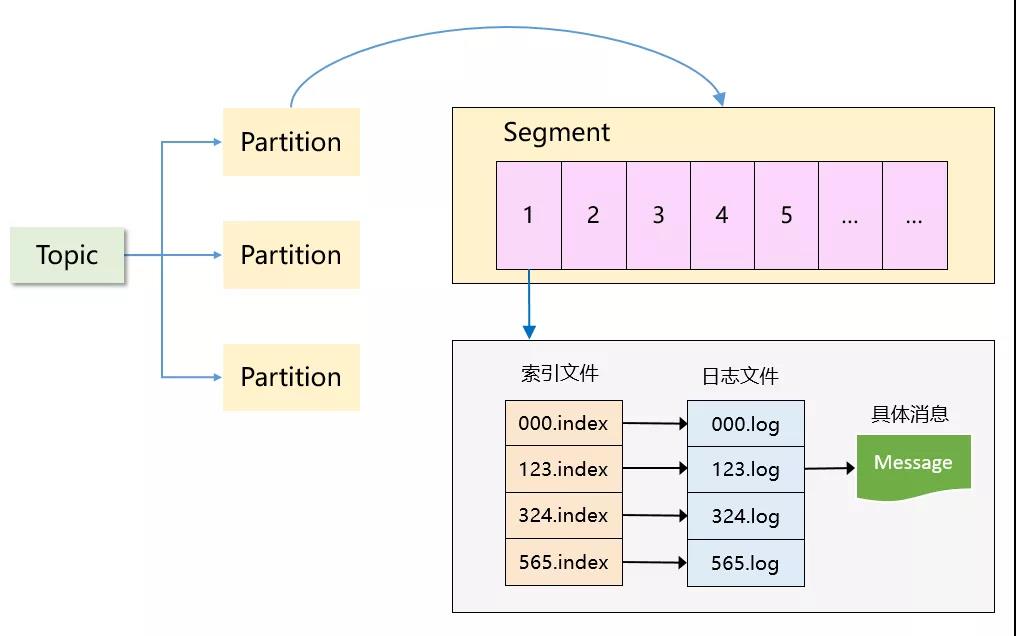 Topic
Partition
Partition
Partition
Segment
1 2 3 4 5 ... ...
索引文件
000.index
123.index
324.index
565.index
日志文件
000.log
123.log
324.log
565.log
具体消息
Message